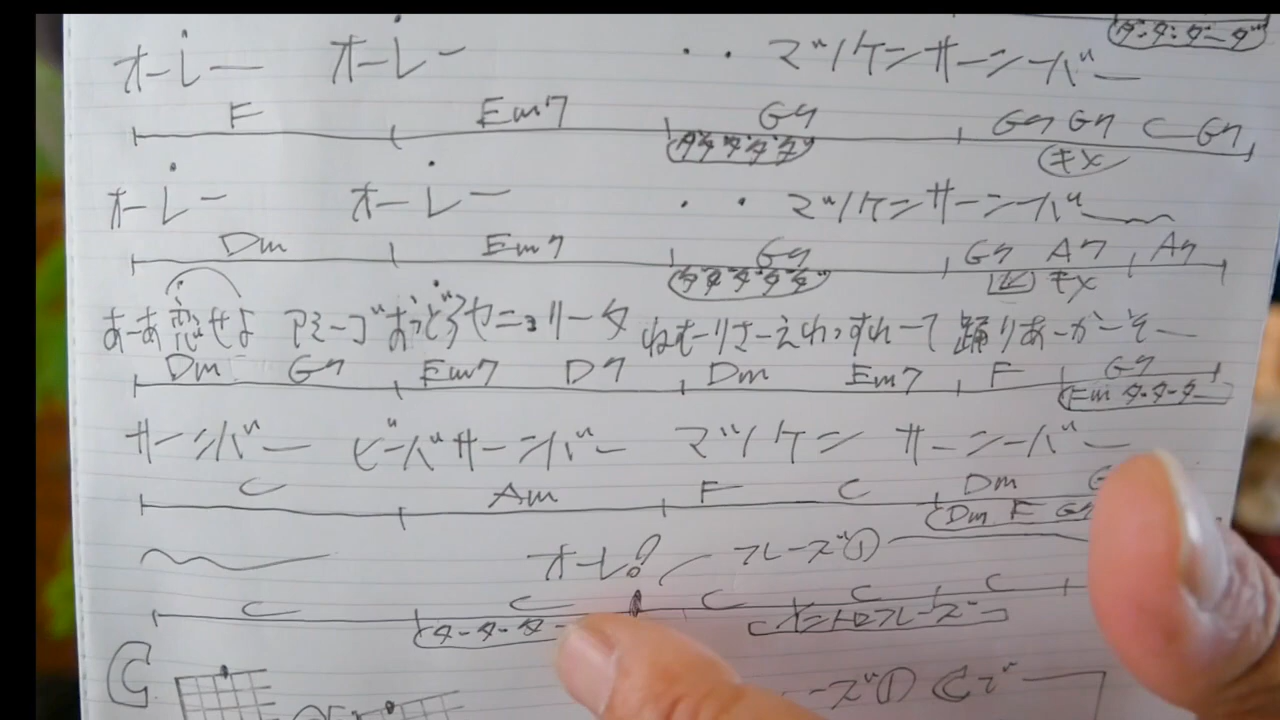 ダ・ダ・ダーダ
オーレー オーレー ・・マツケンサーンバー
F Em7 G7 G7 G7 C G7
ダダダダダ キメ
オーレー オーレー ・・マツケンサーンバー
Dm Em7 G7 G7 A7 A7
ダダダダダ キメ
あーあ恋せよ アミーゴ おどろうセニョリータ ねむーりさーえわっすれーて 踊りあーかーそー
Dm G7 Em7 D7 Dm Em7 F G7
Em ダ・ダ・ダー
サーンバー ビーバサーンバー マツケン サーンーバー
C Am F C Dm
Dm F G7
オーレ! フレーズ①
C C C C C
ダーダーダー イントロフレーズ
C ーズ① Cで